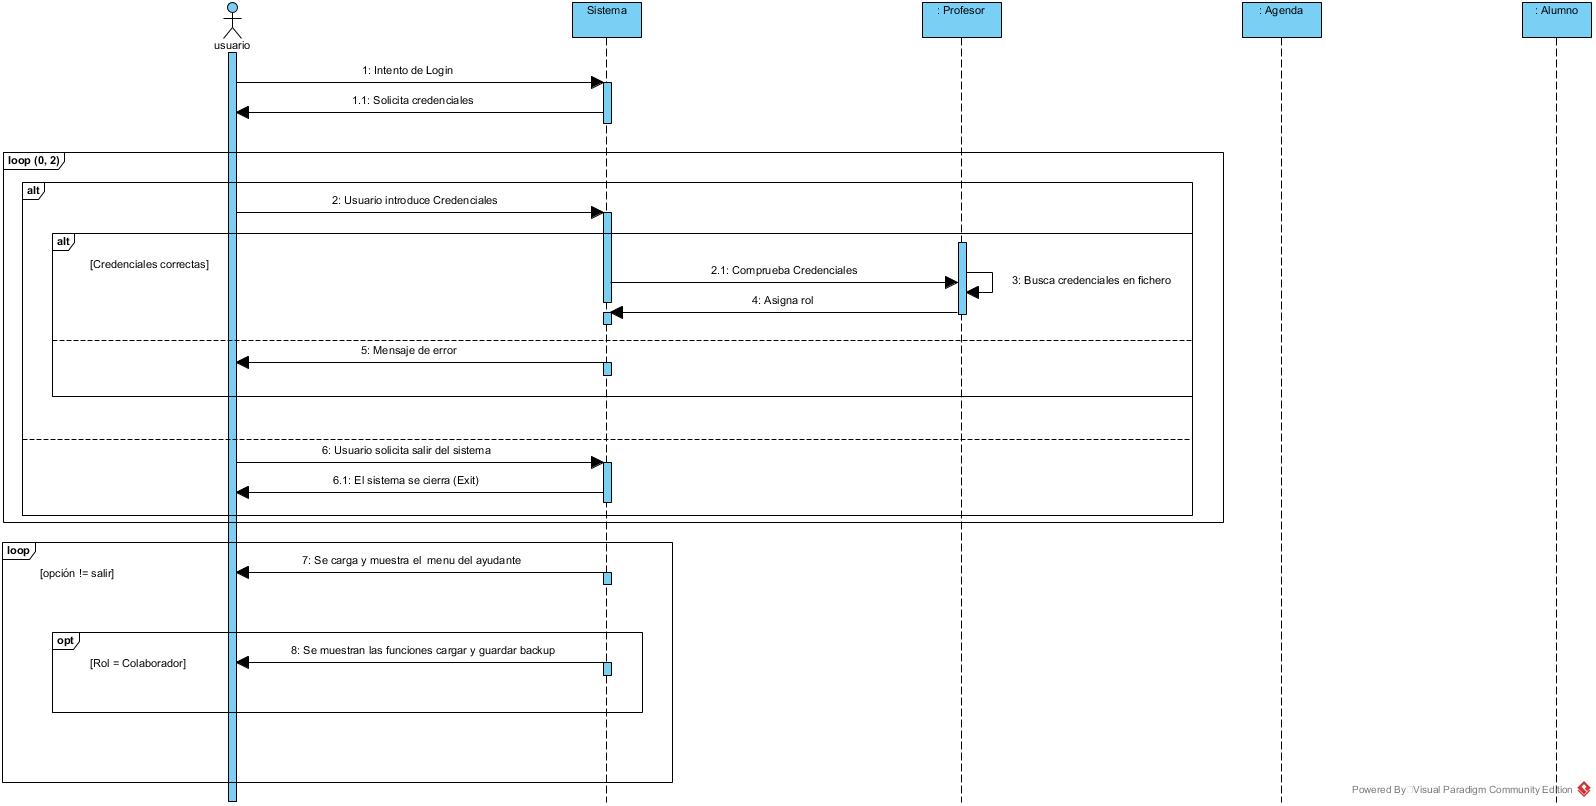 usuario
Sistema
: Profesor
: Agenda
: Alumno
1: Intento de Login
1.1: Solicita credenciales
loop (0, 2)
alt
2: Usuario introduce Credenciales
alt
[Credenciales correctas]
2.1: Comprueba Credenciales
3: Busca credenciales en fichero
4: Asigna rol
5: Mensaje de error
6: Usuario solicita salir del sistema
6.1: El sistema se cierra (Exit)
loop
7: Se carga y muestra el menu del ayudante
[opción != salir]
opt
8: Se muestran las funciones cargar y guardar backup
[Rol = Colaborador]
Powered By Visual Paradigm Community Edition